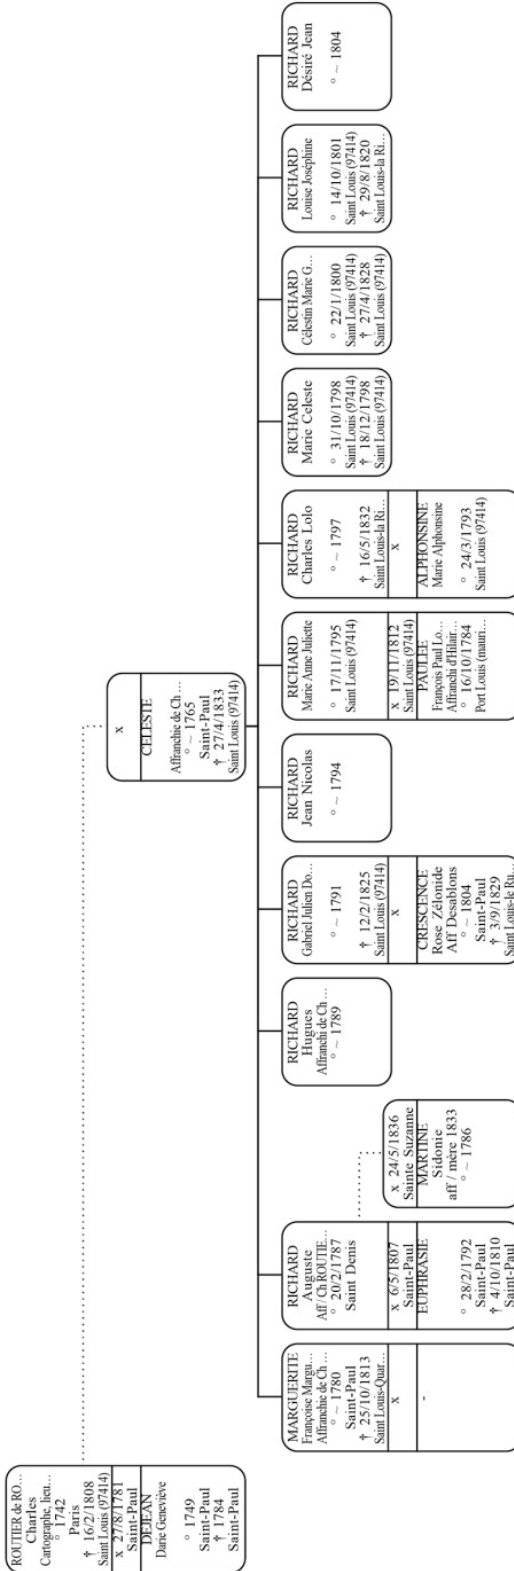 ROUTIER de RO…
Charles
Cartographe, lieu…
° ~ 1742
Paris
† 16/2/1808
Saint Louis (97414)
x 27/8/1781
Saint-Paul
DEJEAN
Darie Geneviève
° ~ 1749
Saint-Paul
† 1784
Saint-Paul
x
CELESTE
Affranchie de Ch …
° ~ 1765
Saint-Paul
† 27/4/1833
Saint Louis (97414)
MARGUERITE
Françoise Margu…
Affranchie de Ch …
° ~ 1780
Saint-Paul
† 25/10/1813
Saint Louis-Quar…
x
-
RICHARD
Auguste
Aff / Ch ROUTIE…
° 20/2/1787
Saint Denis
x 6/5/1807
Saint-Paul
EUPHRASIE
° 28/2/1792
Saint-Paul
† 4/10/1810
Saint-Paul
x 24/5/1836
Sainte Suzanne
MARTINE
Sidonie
aff / mère 1833
° ~ 1786
RICHARD
Hugues
Affranchi de Ch …
° ~ 1789
RICHARD
Gabriel Julien Do…
° ~ 1791
† 12/2/1825
Saint Louis (97414)
x
CRESCENCE
Rose Zélonide
Aff Desablons
° ~ 1804
Saint-Paul
† 3/9/1829
Saint Louis-le Ru…
RICHARD
Jean Nicolas
° ~ 1794
RICHARD
Marie Anne Juliette
° 17/11/1795
Saint Louis (97414)
x 19/11/1812
Saint Louis (97414)
PAULEE
François Paul Lo…
Affranchi d'Hilair…
° 16/10/1784
Port Louis (mauri…
RICHARD
Charles Lolo
° ~ 1797
† 16/5/1832
Saint Louis-la Ri…
x
ALPHONSINE
Marie Alphonsine
° 24/3/1793
Saint Louis (97414)
RICHARD
Marie Celeste
° 31/10/1798
Saint Louis (97414)
† 18/12/1798
Saint Louis (97414)
RICHARD
Célestin Marie G…
° 22/1/1800
Saint Louis (97414)
† 27/4/1828
Saint Louis (97414)
RICHARD
Louise Joséphine
° 14/10/1801
Saint Louis (97414)
† 29/8/1820
Saint Louis-la Ri…
RICHARD
Désiré Jean
° ~ 1804